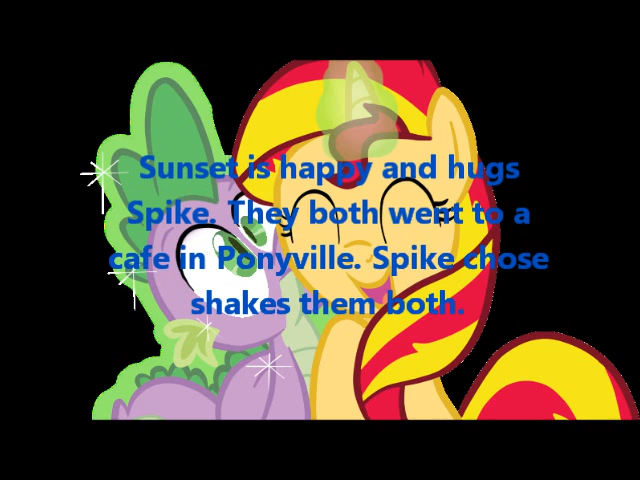 Sunset is happy and hugs
Spike. They both went to a
cafe in Ponyville. Spike chose
shakes them both.